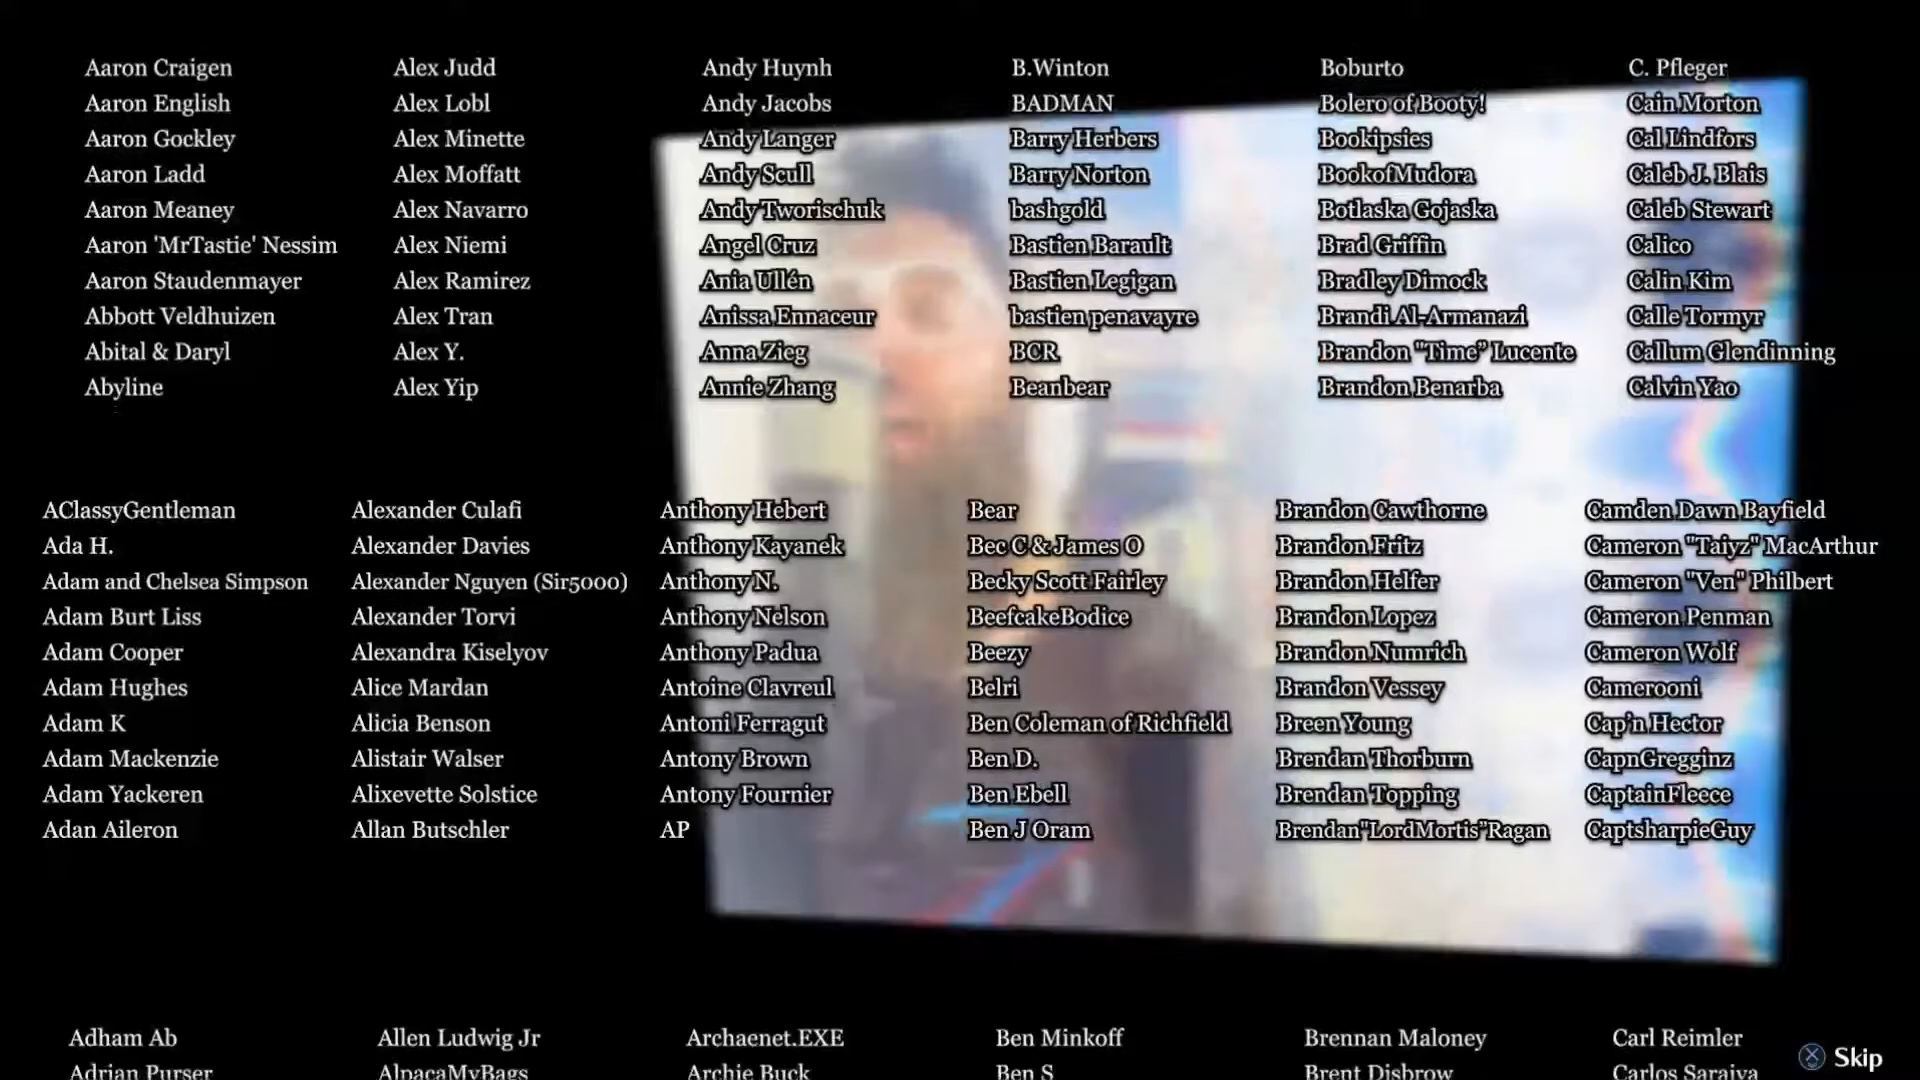 Aaron Craigen
Aaron English
Aaron Gockley
Aaron Ladd
Aaron Meaney
Aaron 'MrTastie' Nessim
Aaron Staudenmayer
Abbott Veldhuizen
Abital & Daryl
Abyline
Alex Judd
Alex Lobl
Alex Minette
Alex Moffatt
Alex Navarro
Alex Niemi
Alex Ramirez
Alex Tran
Alex Y.
Alex Yip
Andy Huynh
Andy Jacobs
Andy Langer
Andy Scull
Andy Tworischuk
Angel Cruz
Ania Ullén
Anissa Ennaceur
Anna Zieg
Annie Zhang
B.Winton
BADMAN
Barry Herbers
Barry Norton
bashgold
Bastien Barault
Bastien Legigan
bastien penavayre
BCR
Beanbear
Boburto
Bolero of Booty!
Bookipsies
BookofMudora
Botlaska Gojaska
Brad Griffin
Bradley Dimock
Brandi Al-Armanazi
Brandon "Time" Lucente
Brandon Benarba
C. Pfleger
Cain Morton
Cal Lindfors
Caleb J. Blais
Caleb Stewart
Calico
Calin Kim
Calle Tormyr
Callum Glendinning
Calvin Yao
AClassyGentleman
Ada H.
Adam and Chelsea Simpson
Adam Burt Liss
Adam Cooper
Adam Hughes
Adam K
Adam Mackenzie
Adam Yackeren
Adan Aileron
Alexander Culafi
Alexander Davies
Alexander Nguyen (Sir5000)
Alexander Torvi
Alexandra Kiselyov
Alice Mardan
Alicia Benson
Alistair Walser
Alixevette Solstice
Allan Butschler
Anthony Hebert
Anthony Kayanek
Anthony N.
Anthony Nelson
Anthony Padua
Antoine Clavreul
Antoni Ferragut
Antony Brown
Antony Fournier
AP
Bear
Bec C & James O
Becky Scott Fairley
BeefcakeBodice
Beezy
Belri
Ben Coleman of Richfield
Ben D.
Ben Ebell
Ben J Oram
Brandon Cawthorne
Brandon Fritz
Brandon Helfer
Brandon Lopez
Brandon Numrich
Brandon Vessey
Breen Young
Brendan Thorburn
Brendan Topping
Brendan"LordMortis"Ragan
Camden Dawn Bayfield
Cameron "Taiyz" MacArthur
Cameron "Ven" Philbert
Cameron Penman
Cameron Wolf
Camerooni
Cap'n Hector
CapnGregginz
CaptainFleece
CaptsharpieGuy
Adham Ab
Adrian Purser
Allen Ludwig Jr
AlpacaMyBags
Archaenet.EXE
Archie Buck
Ben Minkoff
Ben S
Brennan Maloney
Brent Disbrow
Carl Reimler
Carlos Saraiva
Skip